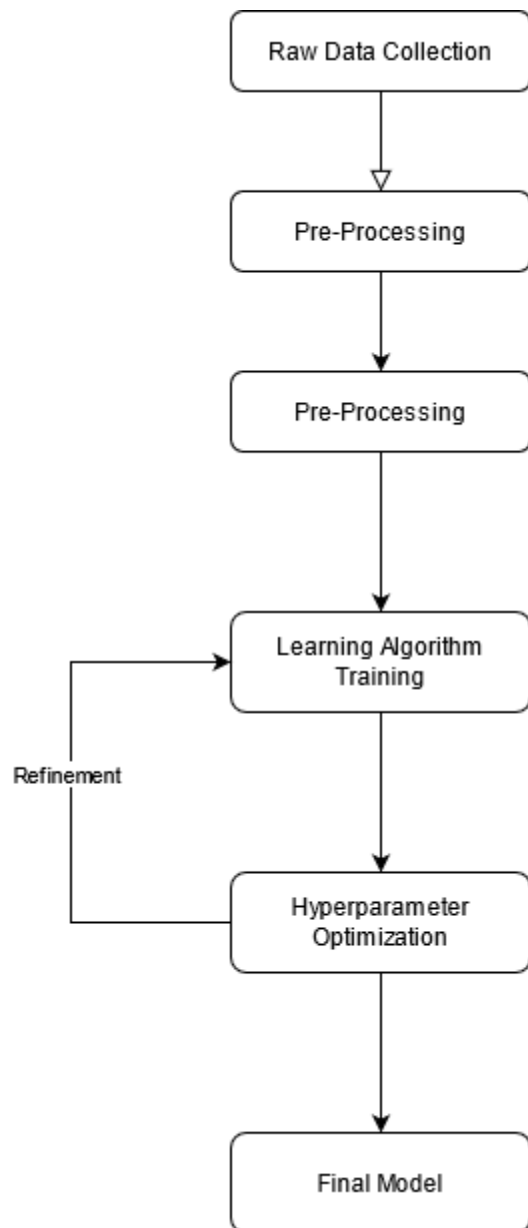 Raw Data Collection
Pre-Processing
Pre-Processing
Learning Algorithm
Training
Refinement
Hyperparameter
Optimization
Final Model